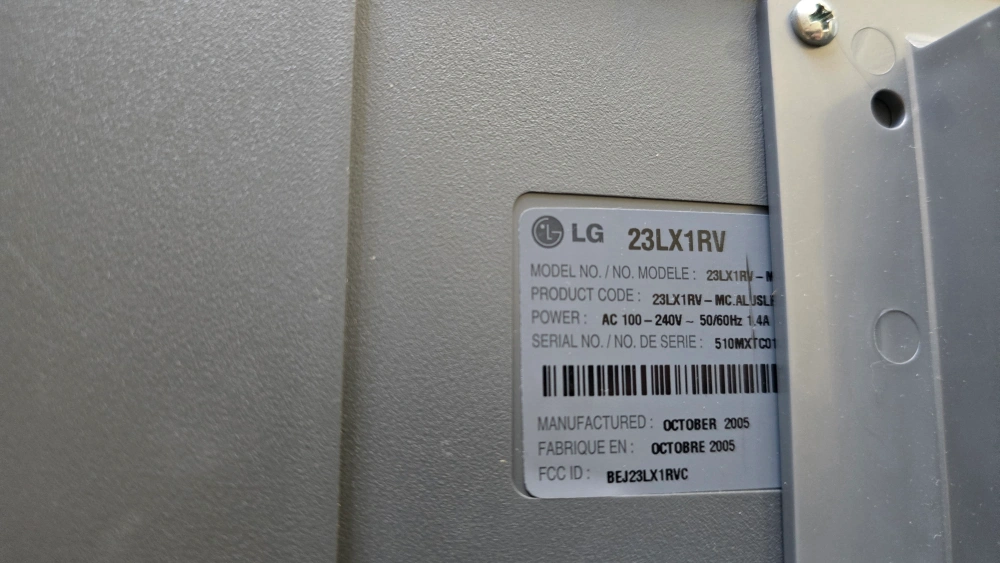 LG 23LX1RV
MODEL NO. / NO. MODELE : 23LX1RV – M
PRODUCT CODE : 23LX1RV – MC.AUSL
POWER : AC 100 – 240V ~ 50/60Hz 1.4A
SERIAL NO. / NO. DE SERIE : 510MXTC01
MANUFACTURED : OCTOBER 2005
FABRIQUE EN : OCTOBRE 2005
FCC ID : BEJ23LX1RVC